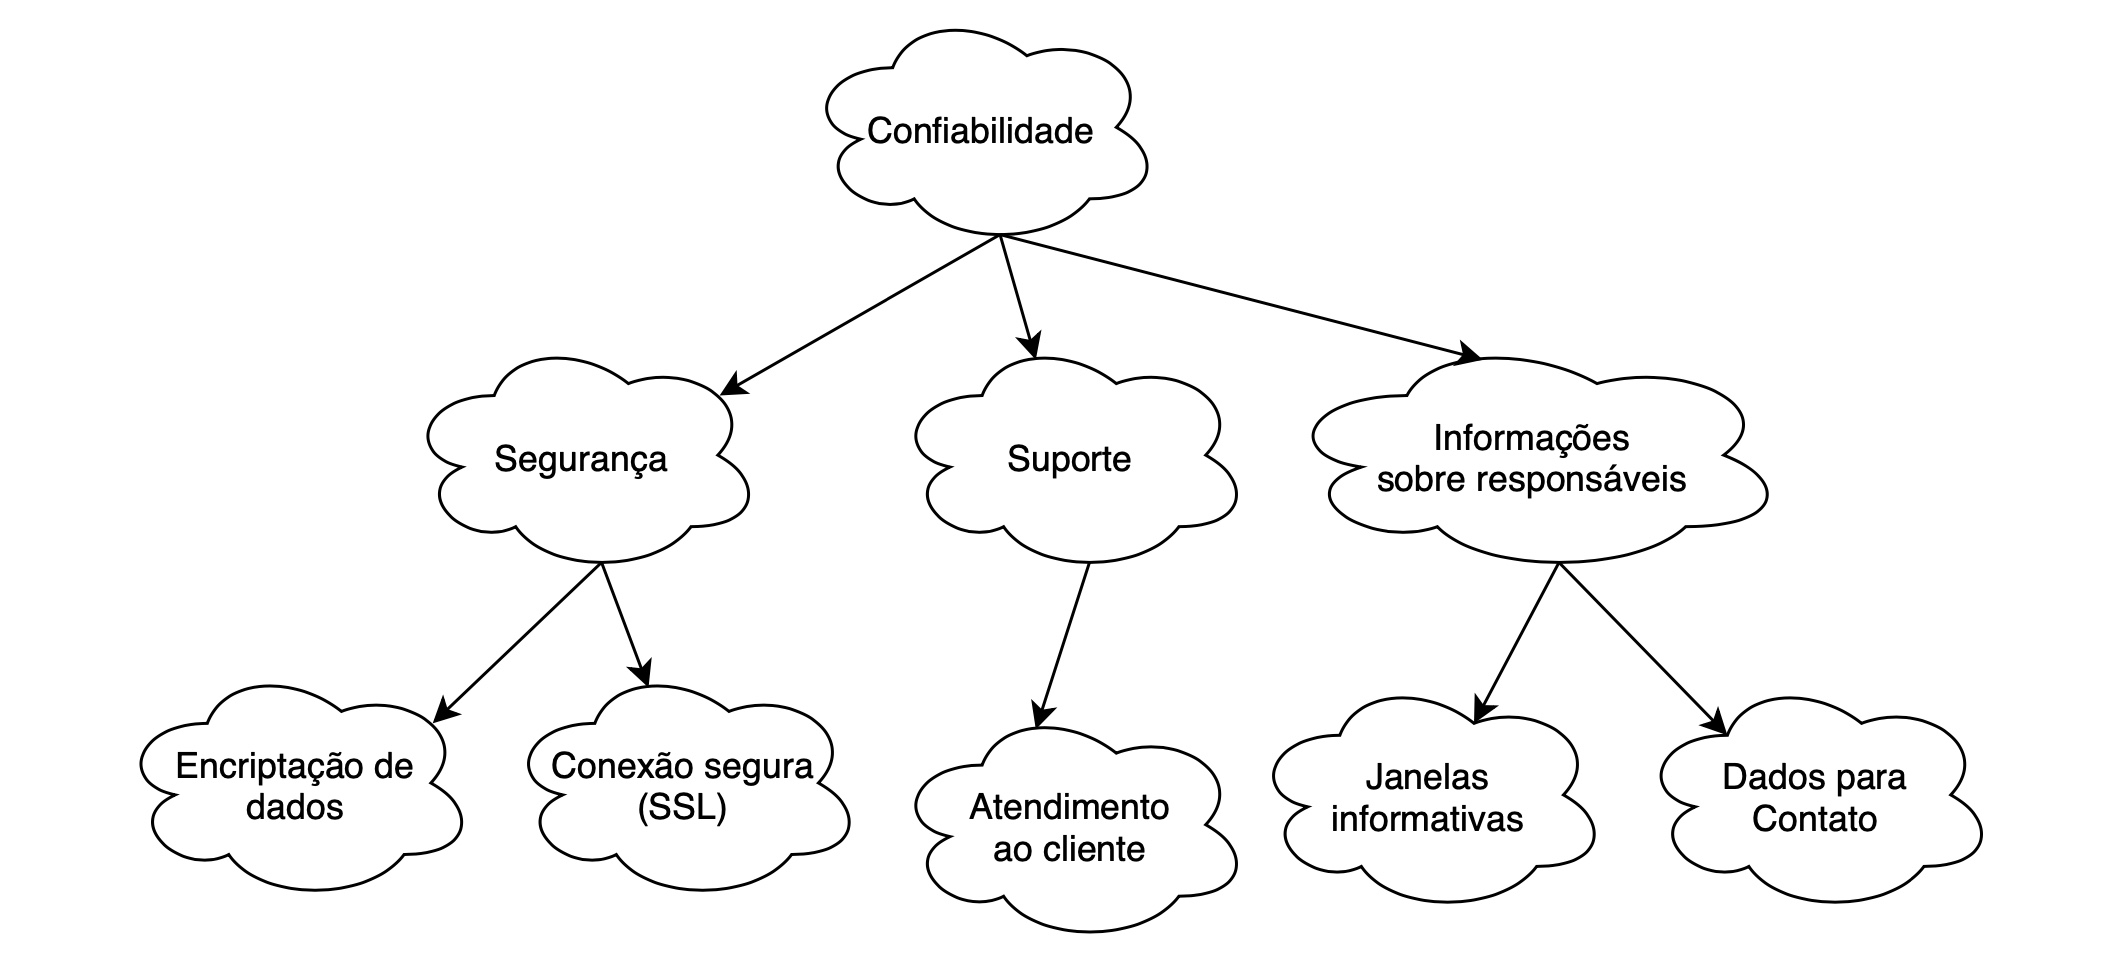 Confiabilidade
Segurança
Suporte
Informações
sobre responsáveis
Encriptação de
dados
Conexão segura
(SSL)
Atendimento
ao cliente
Janelas
informativas
Dados para
Contato